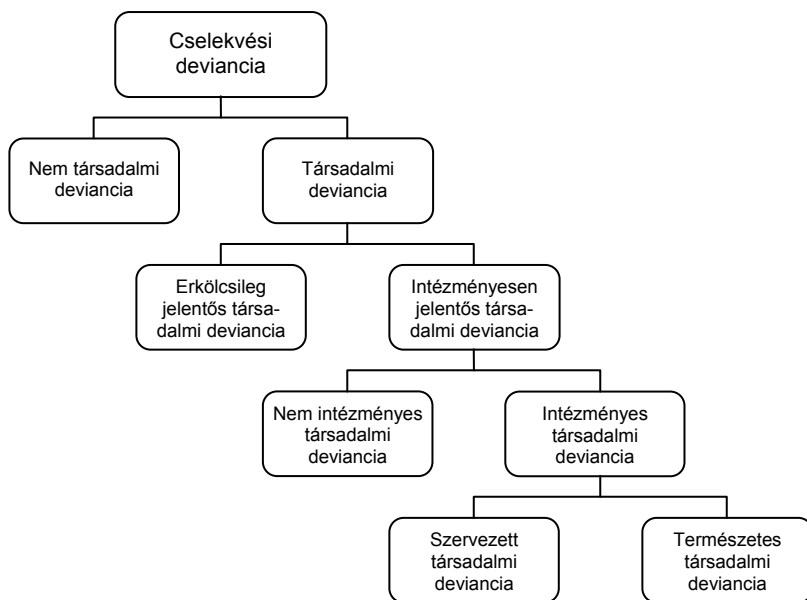 Cselekvési
deviancia
Nem társadalmi
deviancia
Társadalmi
deviancia
Erkölcsileg
jelentős társa-
dalmi deviancia
Intézményesen
jelentős társa-
dalmi deviancia
Nem intézményes
társadalmi
deviancia
Intézményes
társadalmi
deviancia
Szervezett
társadalmi
deviancia
Természetes
társadalmi
deviancia